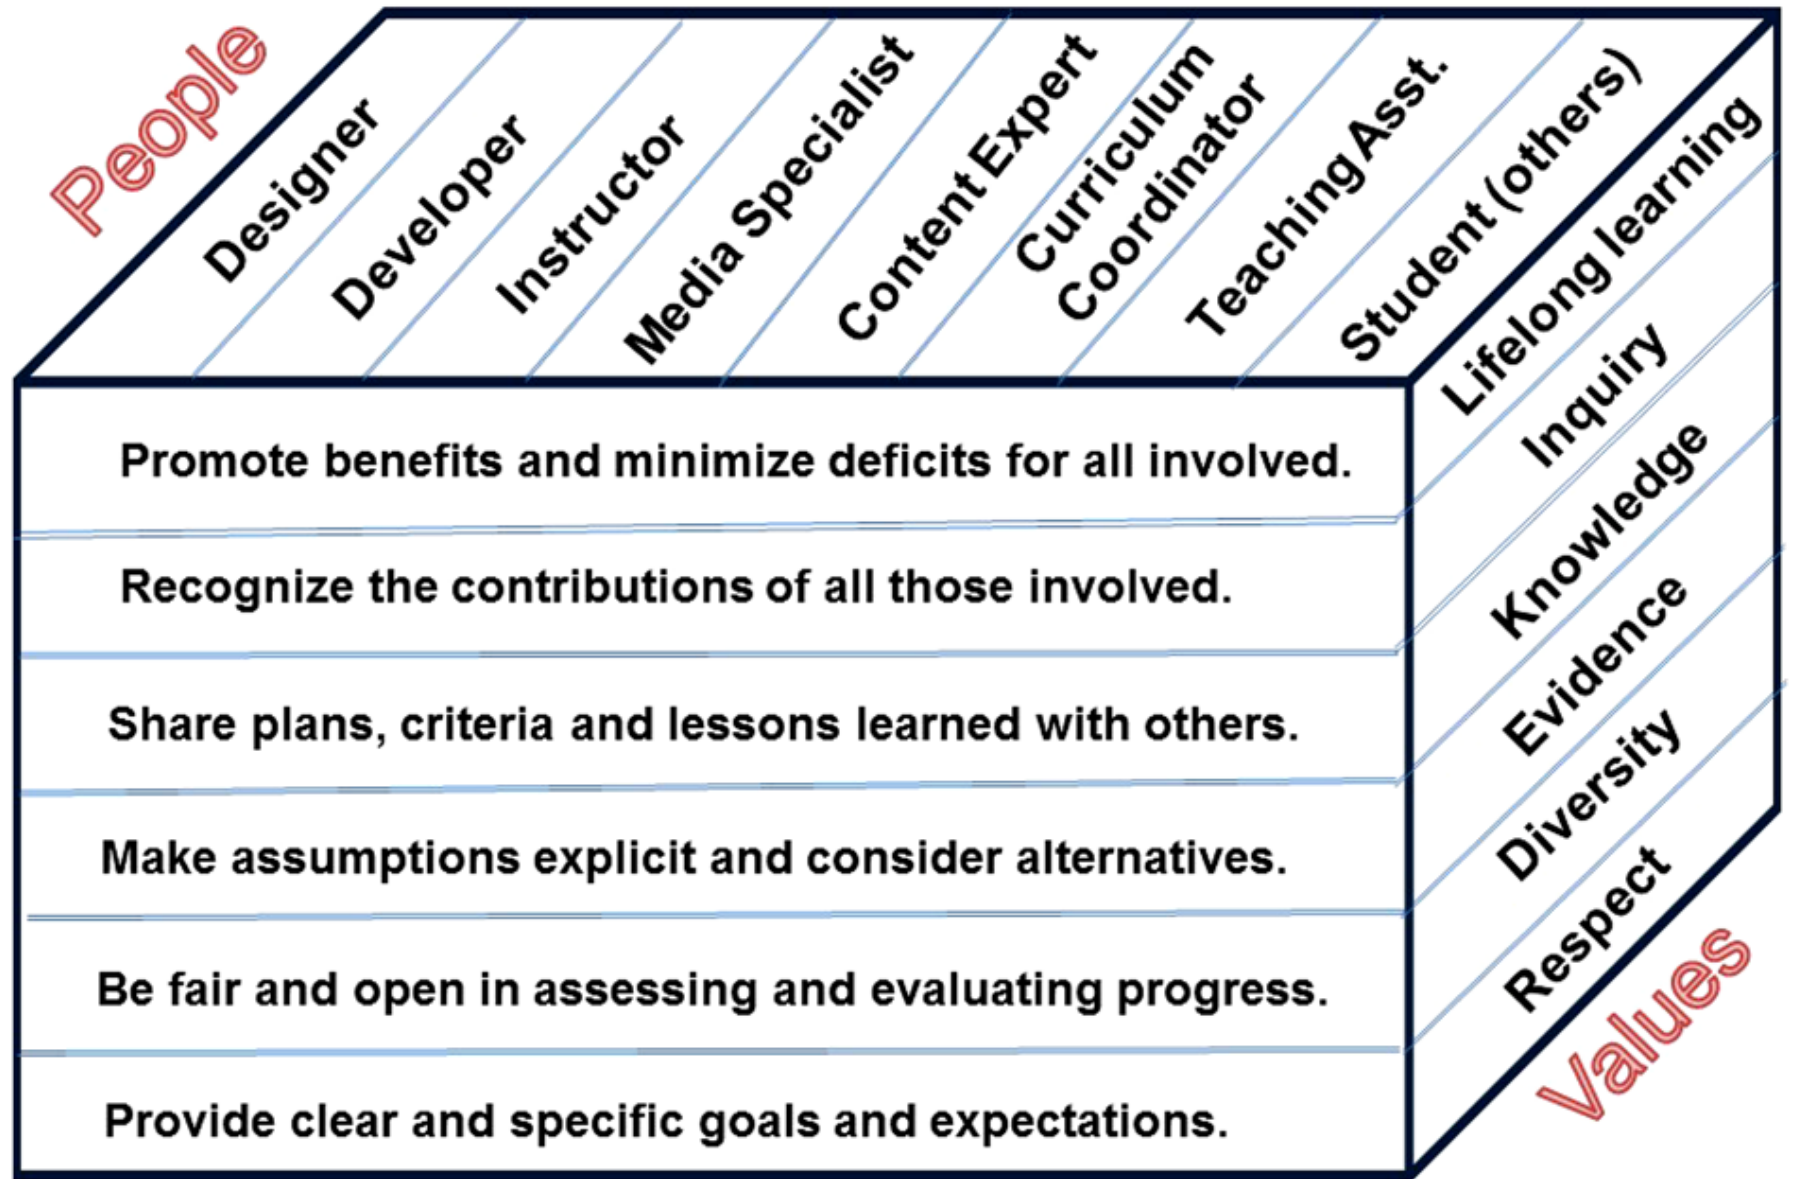 People
Designer
Developer
Instructor
Media Specialist
Content Expert
Curriculum
Coordinator
Teaching Asst.
Student (others)
Lifelong learning
Inquiry
Knowledge
Evidence
Diversity
Respect
Values
Promote benefits and minimize deficits for all involved.
Recognize the contributions of all those involved.
Share plans, criteria and lessons learned with others.
Make assumptions explicit and consider alternatives.
Be fair and open in assessing and evaluating progress.
Provide clear and specific goals and expectations.